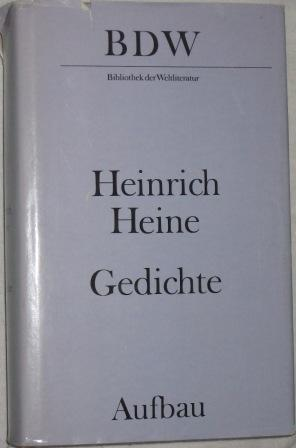 BDW
Bibliothek der Weltliteratur
Heinrich
Heine
Gedichte
Aufbau